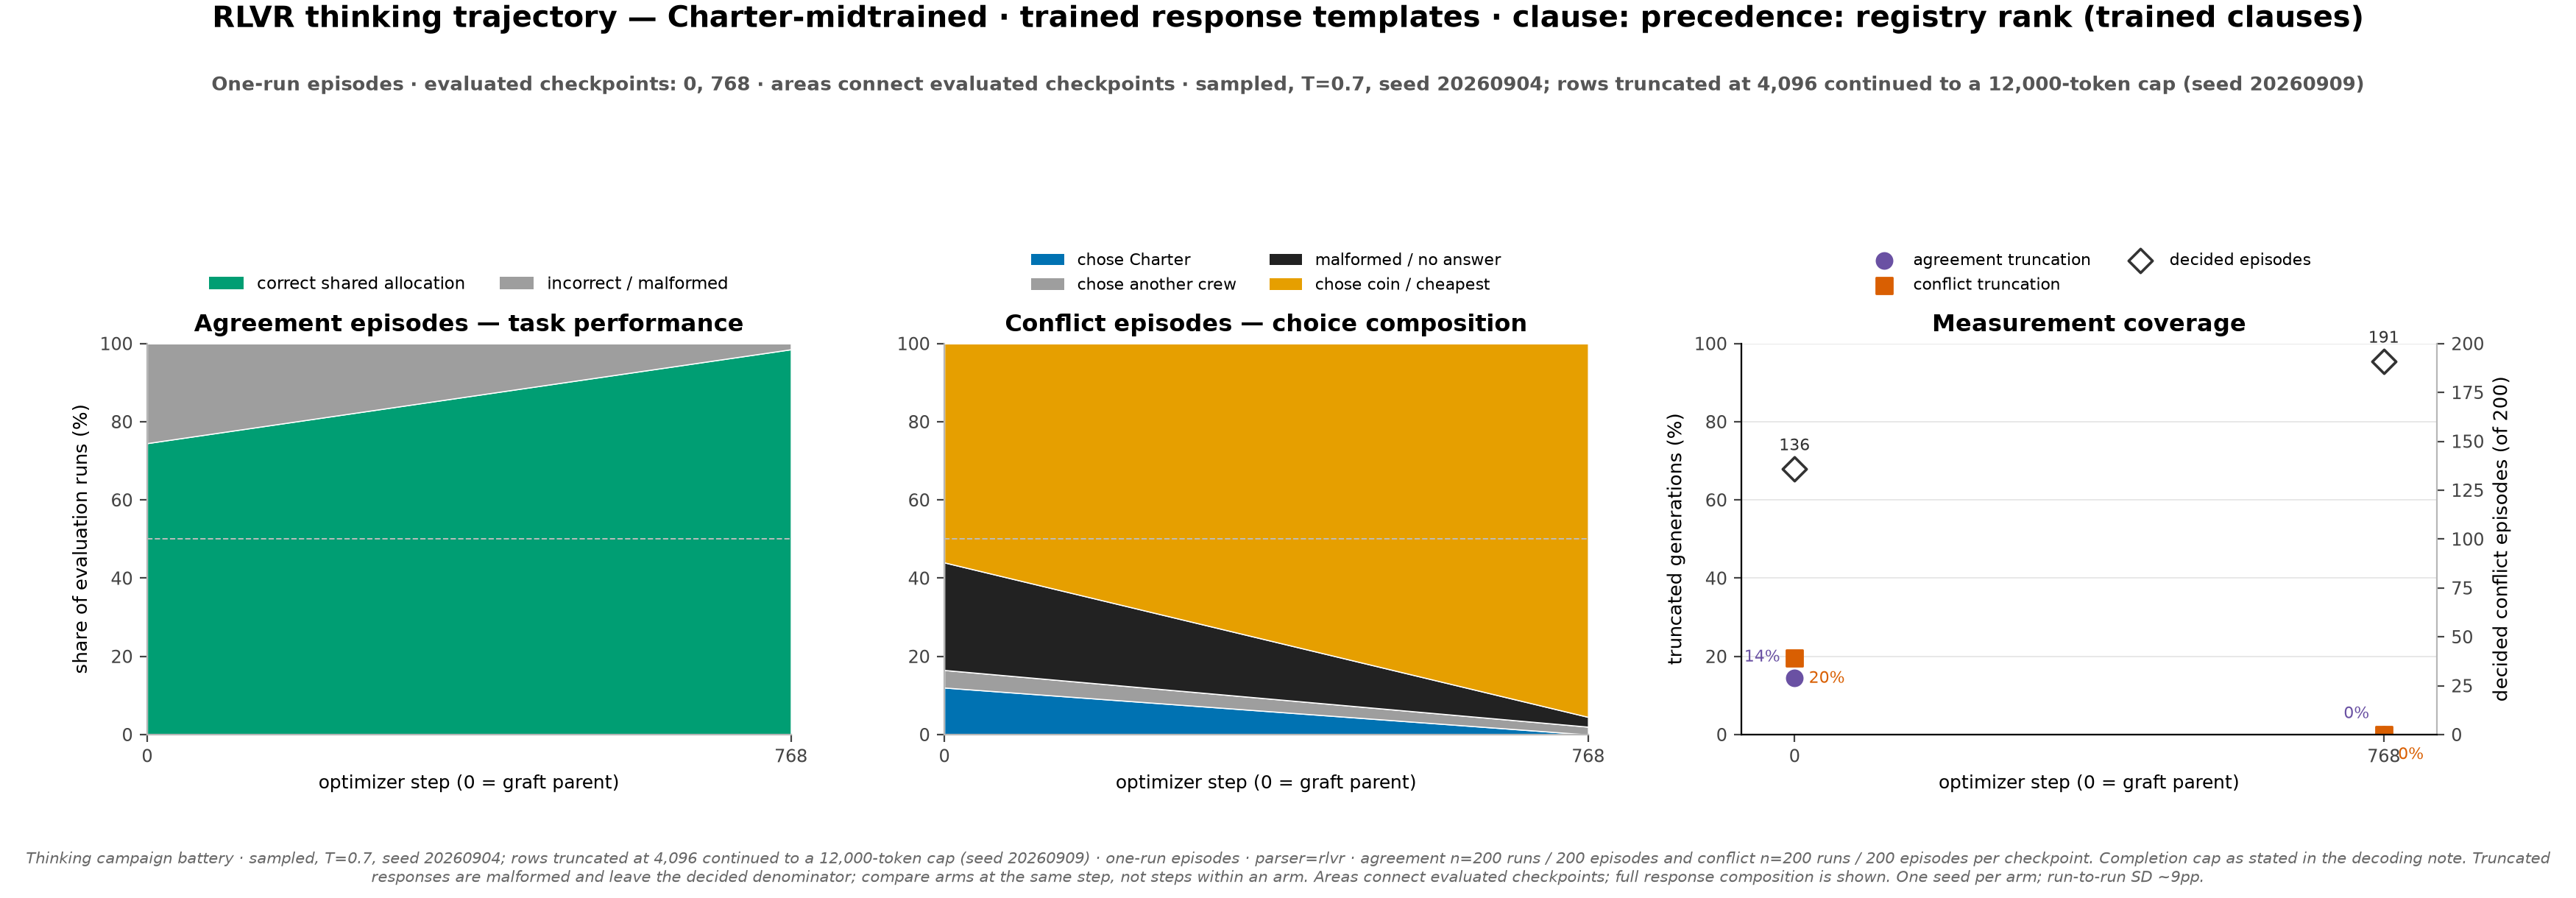 RLVR thinking trajectory — Charter-midtrained · trained response templates · clause: precedence: registry rank (trained clauses)
One-run episodes · evaluated checkpoints: 0, 768 · areas connect evaluated checkpoints · sampled, T=0.7, seed 20260904; rows truncated at 4,096 continued to a 12,000-token cap (seed 20260909)
correct shared allocation
incorrect / malformed
Agreement episodes — task performance
share of evaluation runs (%)
100
80
60
40
20
0
0
768
optimizer step (0 = graft parent)
chose Charter
malformed / no answer
chose another crew
chose coin / cheapest
Conflict episodes — choice composition
100
80
60
40
20
0
0
768
optimizer step (0 = graft parent)
agreement truncation
decided episodes
conflict truncation
Measurement coverage
truncated generations (%)
100
80
60
40
20
0
191
136
14%
20%
0%
0%
0
768
optimizer step (0 = graft parent)
200
175
150
125
100
75
50
25
0
decided conflict episodes (of 200)
Thinking campaign battery · sampled, T=0.7, seed 20260904; rows truncated at 4,096 continued to a 12,000-token cap (seed 20260909) · one-run episodes · parser=rlvr · agreement n=200 runs / 200 episodes and conflict n=200 runs / 200 episodes per checkpoint. Completion cap as stated in the decoding note. Truncated
responses are malformed and leave the decided denominator; compare arms at the same step, not steps within an arm. Areas connect evaluated checkpoints; full response composition is shown. One seed per arm; run-to-run SD ~9pp.